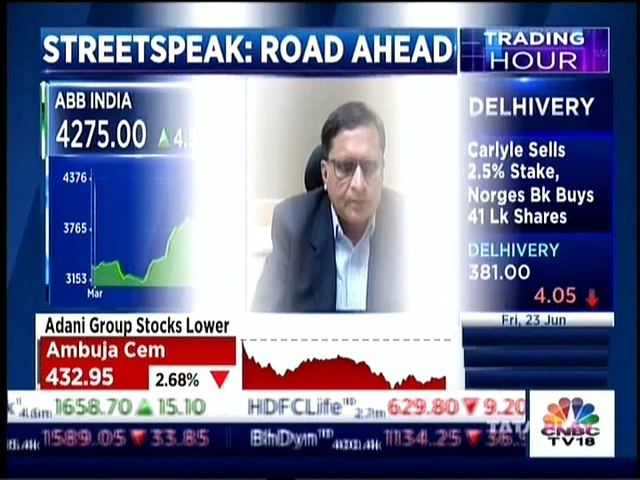 STREETSPEAK: ROAD AHEAD
TRADING
HOUR
ABB INDIA
4275.00
4376
3765
3153
Mar
DELHIVERY
Carlyle Sells
2.5% Stake,
Norges Bk Buys
41 Lk Shares
DELHIVERY
381.00
4.05
Fri, 23 Jun
Adani Group Stocks Lower
Ambuja Cem
432.95
2.68%
1658.70 15.10 HDFCLife 629.80 9.20
1589.05 33.85 1134.25
CNBC
TV18